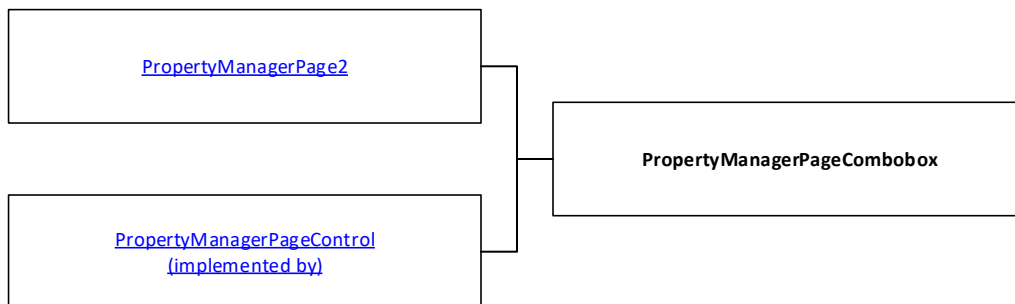 PropertyManagerPage2
PropertyManagerPageCombobox
PropertyManagerPageControl
(implemented by)